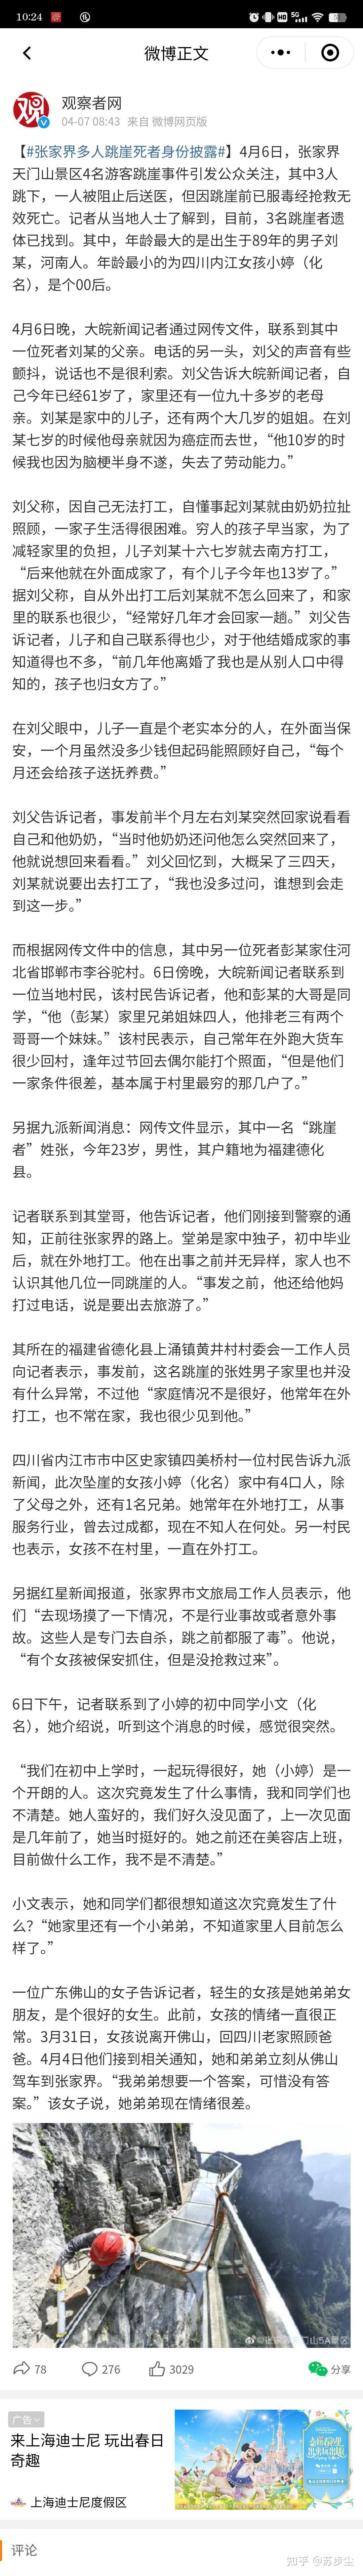 10:24
5G
HD
微博正文
观察者网
04-07 08:43 来自 微博网页版
【#张家界多人跳崖死者身份披露#】4月6日，张家界
天门山景区4名游客跳崖事件引发公众关注，其中3人
跳下，一人被阻止后送医，但因跳崖前已服毒经抢救无
效死亡。记者从当地人士了解到，目前，3名跳崖者遗
体已找到。其中，年龄最大的是出生于89年的男子刘
某，河南人。年龄最小的为四川内江女孩小婷（化
名），是个00后。
4月6日晚，大皖新闻记者通过网传文件，联系到其中
一位死者刘某的父亲。电话的另一头，刘父的声音有些
颤抖，说话也不是很利索。刘父告诉大皖新闻记者，自
己今年已经61岁了，家里还有一位九十多岁的老母
亲。刘某是家中的儿子，还有两个大几岁的姐姐。在刘
某七岁的时候他母亲就因为癌症而去世，“他10岁的时
候我也因为脑梗半身不遂，失去了劳动能力。”
刘父称，因自己无法打工，自懂事起刘某就由奶奶拉扯
照顾，一家子生活得很困难。穷人的孩子早当家，为了
减轻家里的负担，儿子刘某十六七岁就去南方打工，
“后来他就在外面成家了，有个儿子今年也13岁了。”
据刘父称，自从外出打工后刘某就不怎么回来了，和家
里的联系也很少，“经常好几年才会回家一趟。”刘父告
诉记者，儿子和自己联系得也少，对于他结婚成家的事
知道得也不多，“前几年他离婚了我也是从别人口中得
知的，孩子也归女方了。”
在刘父眼中，儿子一直是个老实本分的人，在外面当保
安，一个月虽然没多少钱但起码能照顾好自己，“每个
月还会给孩子送抚养费。”
刘父告诉记者，事发前半个月左右刘某突然回家说看看
自己和他奶奶，“当时他奶奶还问他怎么突然回来了，
他就说想回来看看。”刘父回忆到，大概呆了三四天，
刘某就说要出去打工了，“我也没多过问，谁想到会走
到这一步。”
而根据网传文件中的信息，其中另一位死者彭某家住河
北省邯郸市李谷驼村。6日傍晚，大皖新闻记者联系到
一位当地村民，该村民告诉记者，他和彭某的大哥是同
学，“他（彭某）家里兄弟姐妹四人，他排老三有两个
哥哥一个妹妹。”该村民表示，自己常年在外跑大货车
很少回村，逢年过节回去偶尔能打个照面，“但是他们
一家条件很差，基本属于村里最穷的那几户了。”
另据九派新闻消息：网传文件显示，其中一名“跳崖
者”姓张，今年23岁，男性，其户籍地为福建德化
县。
记者联系到其堂哥，他告诉记者，他们刚接到警察的通
知，正前往张家界的路上。堂弟是家中独子，初中毕业
后，就在外地打工。他在出事之前并无异样，家人也不
认识其他几位一同跳崖的人。“事发之前，他还给他妈
打过电话，说是要出去旅游了。”
其所在的福建省德化县上涌镇黄井村村委会一工作人员
向记者表示，事发前，这名跳崖的张姓男子家里也并没
有什么异常，不过他“家庭情况不是很好，他常年在外
打工，也不常在家，我也很少见到他。”
四川省内江市市中区史家镇四美桥村一位村民告诉九派
新闻，此次坠崖的女孩小婷（化名）家中有4口人，除
了父母之外，还有1名兄弟。她常年在外地打工，从事
服务行业，曾去过成都，现在不知人在何处。另一村民
也表示，女孩不在村里，一直在外打工。
另据红星新闻报道，张家界市文旅局工作人员表示，他
们“去现场摸了一下情况，不是行业事故或者意外事
故。这些人是专门去自杀，跳之前都服了毒”。他说，
“有个女孩被保安抓住，但是没抢救过来”。
6日下午，记者联系到了小婷的初中同学小文（化
名），她介绍说，听到这个消息的时候，感觉很突然。
“我们在初中上学时，一起玩得很好，她（小婷）是一
个开朗的人。这次究竟发生了什么事情，我和同学们也
不清楚。她人蛮好的，我们好久没见面了，上一次见面
是几年前了，她当时挺好的。她之前还在美容店上班，
目前做什么工作，我不是不清楚。”
小文表示，她和同学们都很想知道这次究竟发生了什
么？“她家里还有一个小弟弟，不知道家里人目前怎么
样了。”
一位广东佛山的女子告诉记者，轻生的女孩是她弟弟女
朋友，是个很好的女生。此前，女孩的情绪一直很正
常。3月31日，女孩说离开佛山，回四川老家照顾爸
爸。4月4日他们接到相关通知，她和弟弟立刻从佛山
驾车到张家界。“我弟弟想要一个答案，可惜没有答
案。”该女子说，她弟弟现在情绪很差。
78
276
3029
分享
广告
来上海迪士尼 玩出春日
奇趣
上海迪士尼度假区
评论
知乎 @苏步尘